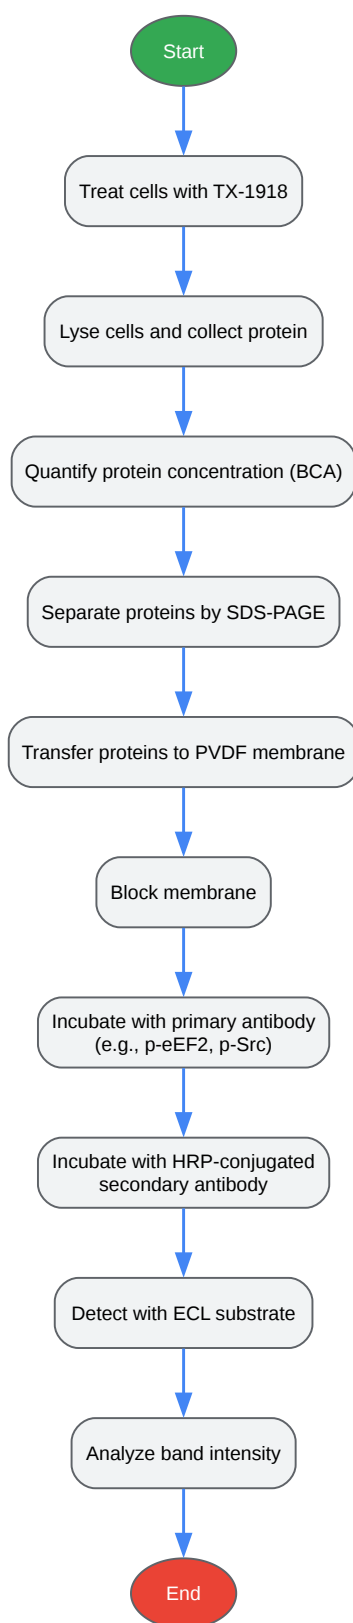 Start
Treat cells with TX-1918
Lyse cells and collect protein
Quantify protein concentration (BCA)
Separate proteins by SDS-PAGE
Transfer proteins to PVDF membrane
Block membrane
Incubate with primary antibody
(e.g., p-eEF2, p-Src)
Incubate with HRP-conjugated
secondary antibody
Detect with ECL substrate
Analyze band intensity
End